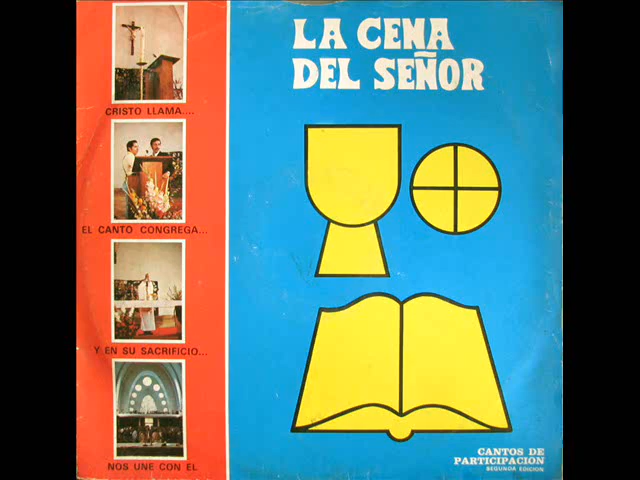 LA CENA
DEL SEÑOR
CRISTO LLAMA....
EL CANTO CONGREGA...
Y EN SU SACRIFICIO...
NOS UNE CON EL
CANTOS DE
PARTICIPACION
SEGUNDA EDICION